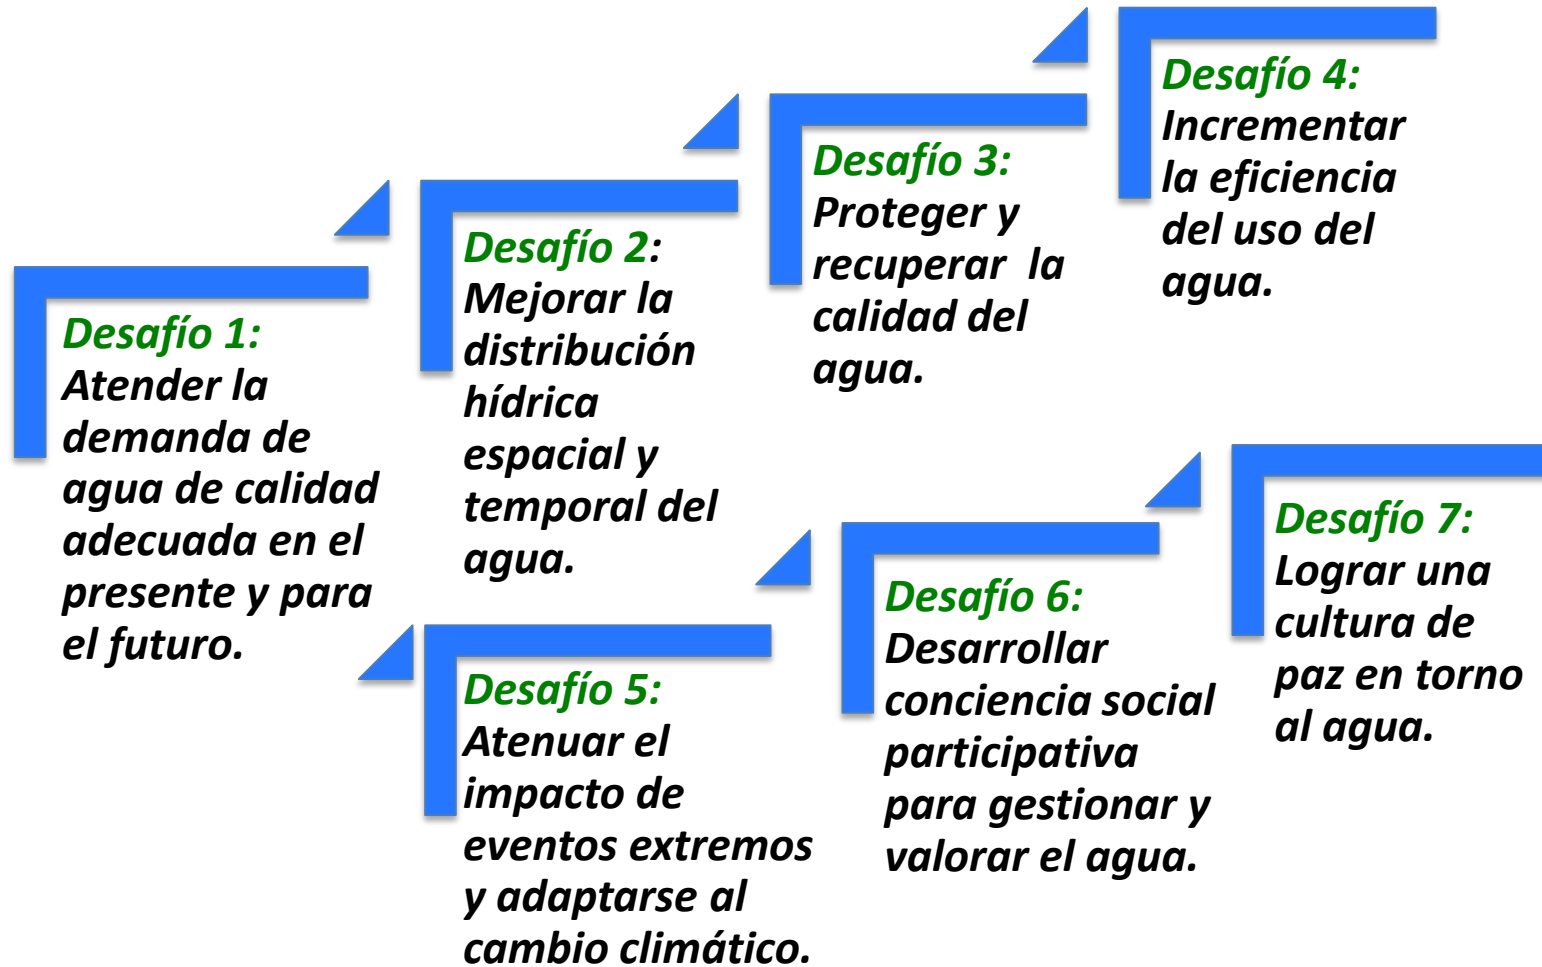 Desafío 1:
Atender la
demanda de
agua de calidad
adecuada en el
presente y para
el futuro.
Desafío 2:
Mejorar la
distribución
hídrica
espacial y
temporal del
agua.
Desafío 3:
Proteger y
recuperar la
calidad del
agua.
Desafío 4:
Incrementar
la eficiencia
del uso del
agua.
Desafío 5:
Atenuar el
impacto de
eventos extremos
y adaptarse al
cambio climático.
Desafío 6:
Desarrollar
conciencia social
participativa
para gestionar y
valorar el agua.
Desafío 7:
Lograr una
cultura de
paz en torno
al agua.